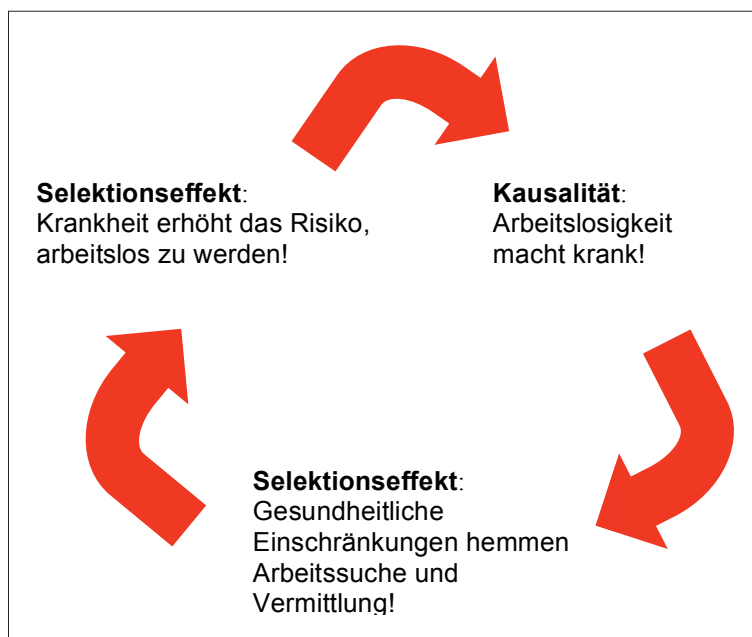 Selektionseffekt:
Krankheit erhöht das Risiko,
arbeitslos zu werden!
Kausalität:
Arbeitslosigkeit
macht krank!
Selektionseffekt:
Gesundheitliche
Einschränkungen hemmen
Arbeitssuche und
Vermittlung!